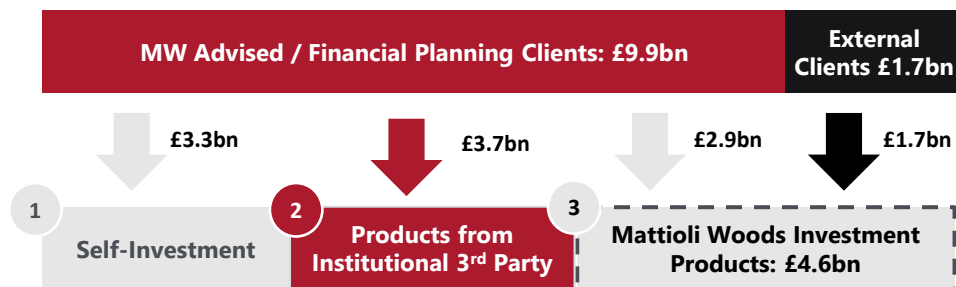 MW Advised / Financial Planning Clients: £9.9bn
External
Clients £1.7bn
£3.3bn
£3.7bn
£2.9bn
£1.7bn
1
2
3
Self-Investment
Products from
Institutional 3rd Party
Mattioli Woods Investment
Products: £4.6bn